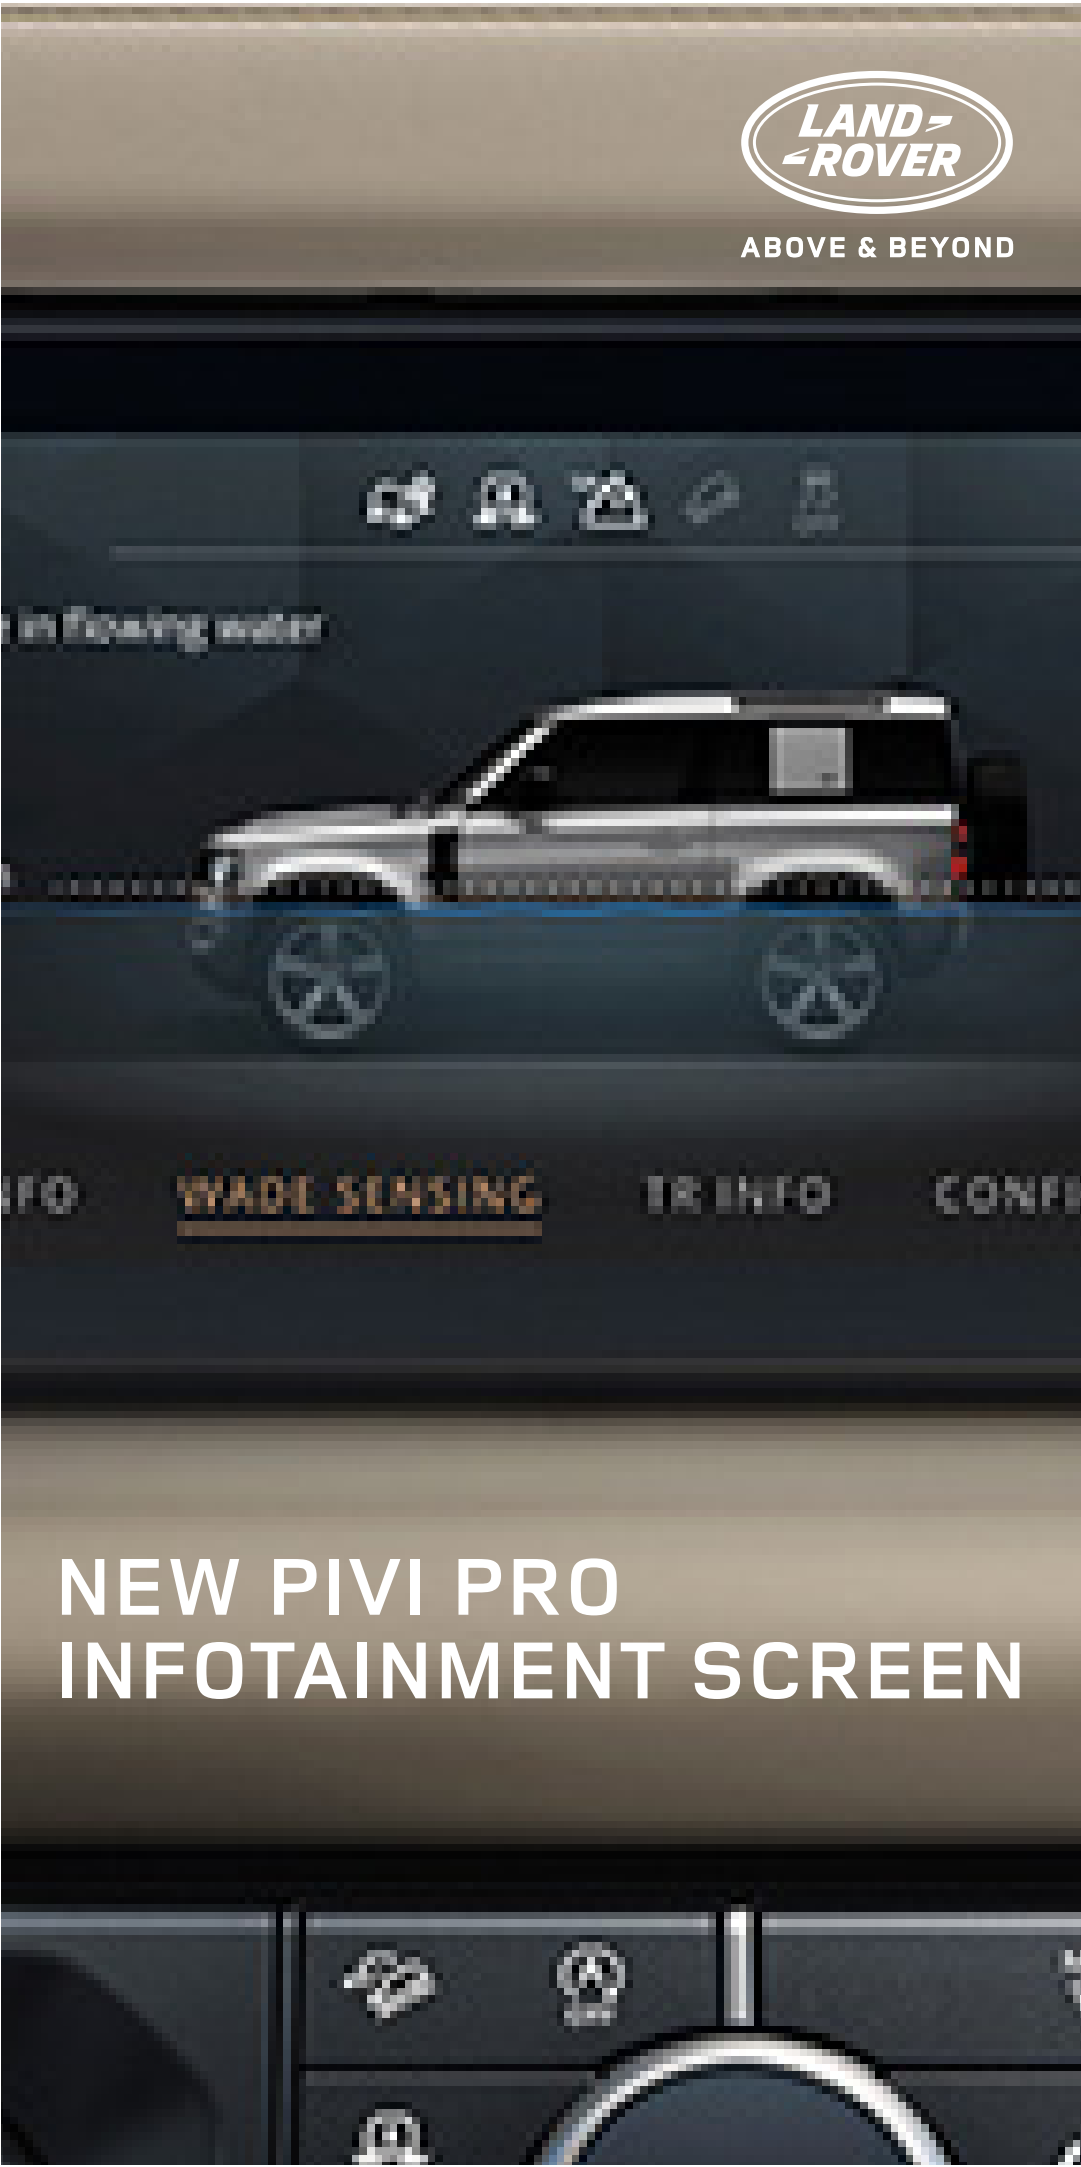 LAND
ROVER
ABOVE & BEYOND
in flowing water
WADE SENSING
TR INFO
NEW PIVI PRO
INFOTAINMENT SCREEN